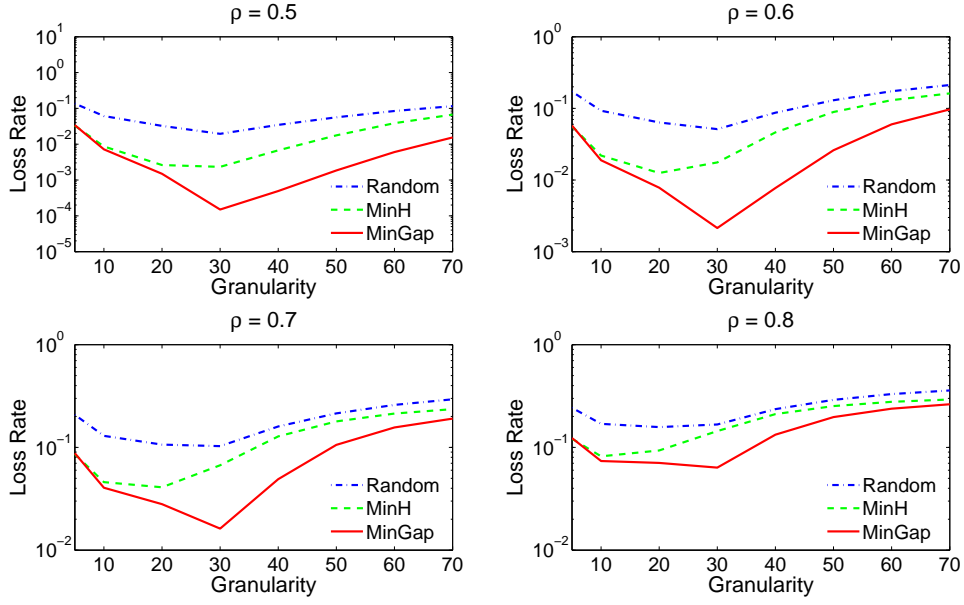 ρ = 0.5
10^1
10^0
10^-1
10^-2
10^-3
10^-4
10^-5
Loss Rate
Random
MinH
MinGap
10 20 30 40 50 60 70
Granularity
ρ = 0.6
10^0
10^-1
10^-2
10^-3
Loss Rate
Random
MinH
MinGap
10 20 30 40 50 60 70
Granularity
ρ = 0.7
10^0
10^-1
10^-2
Loss Rate
Random
MinH
MinGap
10 20 30 40 50 60 70
Granularity
ρ = 0.8
10^0
10^-1
10^-2
Loss Rate
Random
MinH
MinGap
10 20 30 40 50 60 70
Granularity